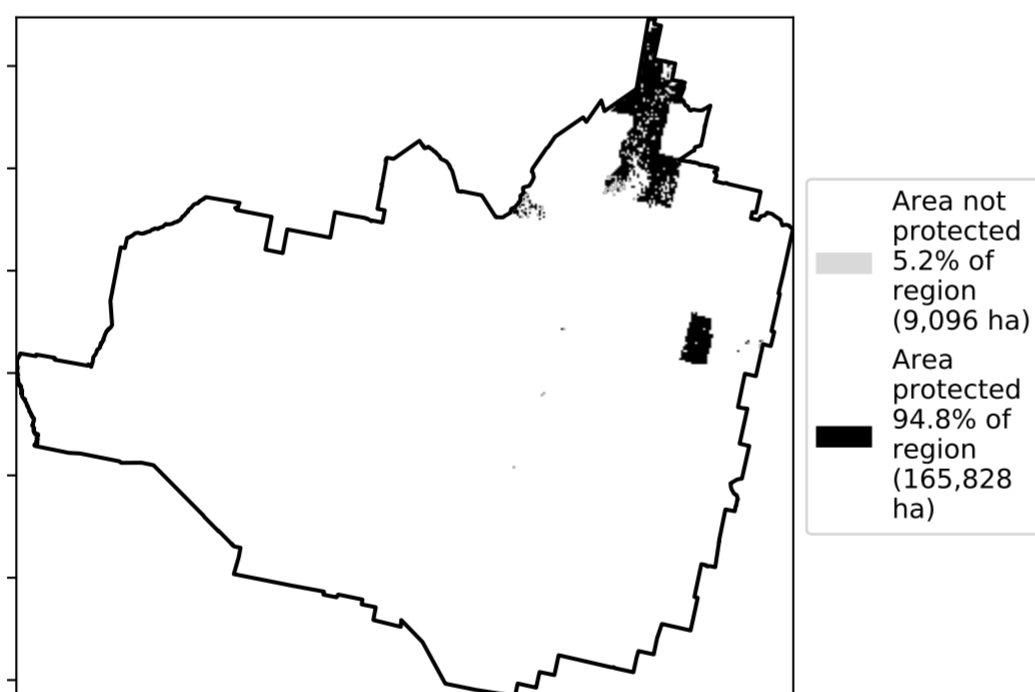 Area not
protected
5.2% of
region
(9,096 ha)
Area
protected
94.8% of
region
(165,828
ha)